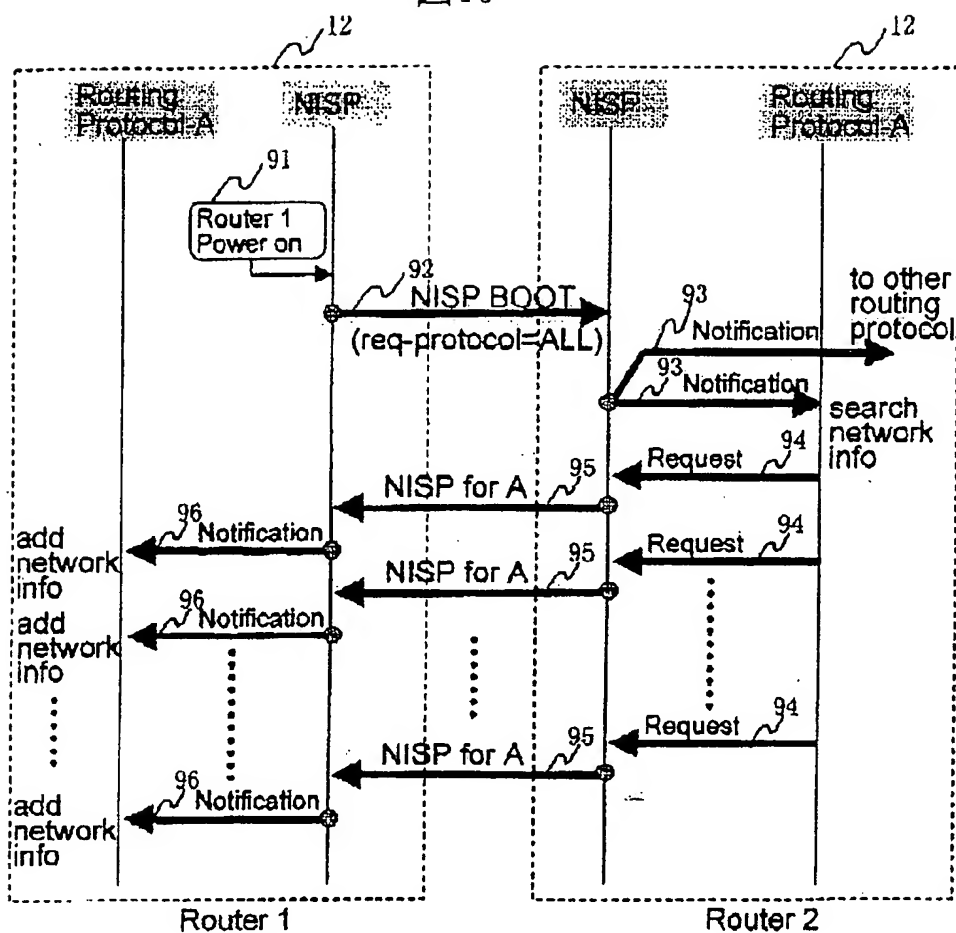 12
12
Routing
Protocol-A
NISP
NISP
Routing
Protocol-A
91
Router 1
Power on
92
NISP BOOT
(req-protocol=ALL)
93
Notification
to other
routing
protocol
93
Notification
search
network
info
Request
94
NISP for A
95
96
Notification
add
network
info
Request
94
NISP for A
95
96
Notification
add
network
info
Request
94
NISP for A
95
96
Notification
add
network
info
Router 1
Router 2